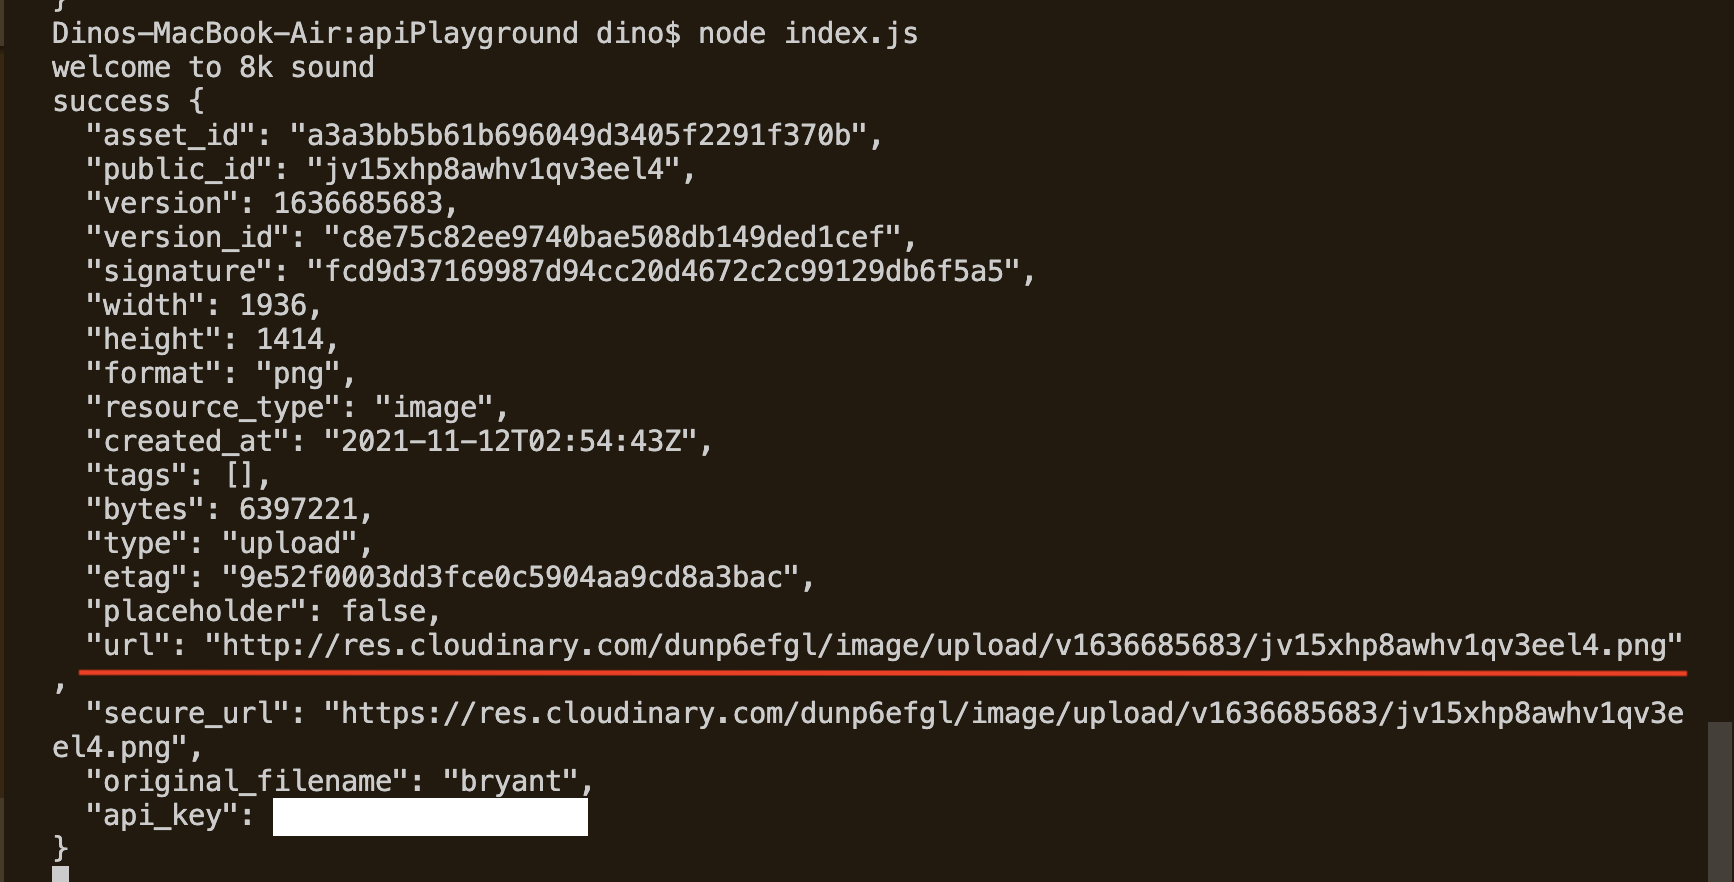 }
Dinos-MacBook-Air:apiPlayground dino$ node index.js
welcome to 8k sound
success {
  "asset_id": "a3a3bb5b61b696049d3405f2291f370b",
  "public_id": "jv15xhp8awhv1qv3eel4",
  "version": 1636685683,
  "version_id": "c8e75c82ee9740bae508db149ded1cef",
  "signature": "fcd9d37169987d94cc20d4672c2c99129db6f5a5",
  "width": 1936,
  "height": 1414,
  "format": "png",
  "resource_type": "image",
  "created_at": "2021-11-12T02:54:43Z",
  "tags": [],
  "bytes": 6397221,
  "type": "upload",
  "etag": "9e52f0003dd3fce0c5904aa9cd8a3bac",
  "placeholder": false,
  "url": "http://res.cloudinary.com/dunp6efgl/image/upload/v1636685683/jv15xhp8awhv1qv3eel4.png"
,
  "secure_url": "https://res.cloudinary.com/dunp6efgl/image/upload/v1636685683/jv15xhp8awhv1qv3e
el4.png",
  "original_filename": "bryant",
  "api_key":
}